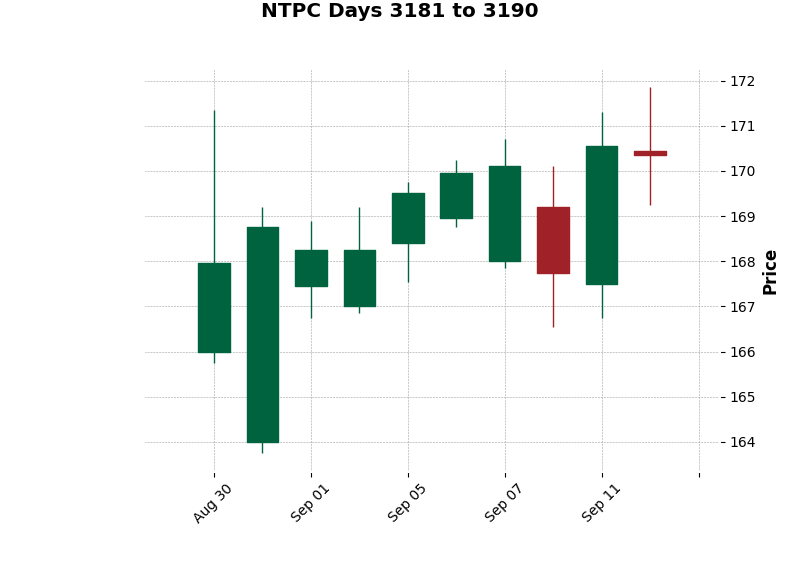 NTPC Days 3181 to 3190
172
171
170
169
168
167
166
165
164
Price
Aug 30
Sep 01
Sep 05
Sep 07
Sep 11